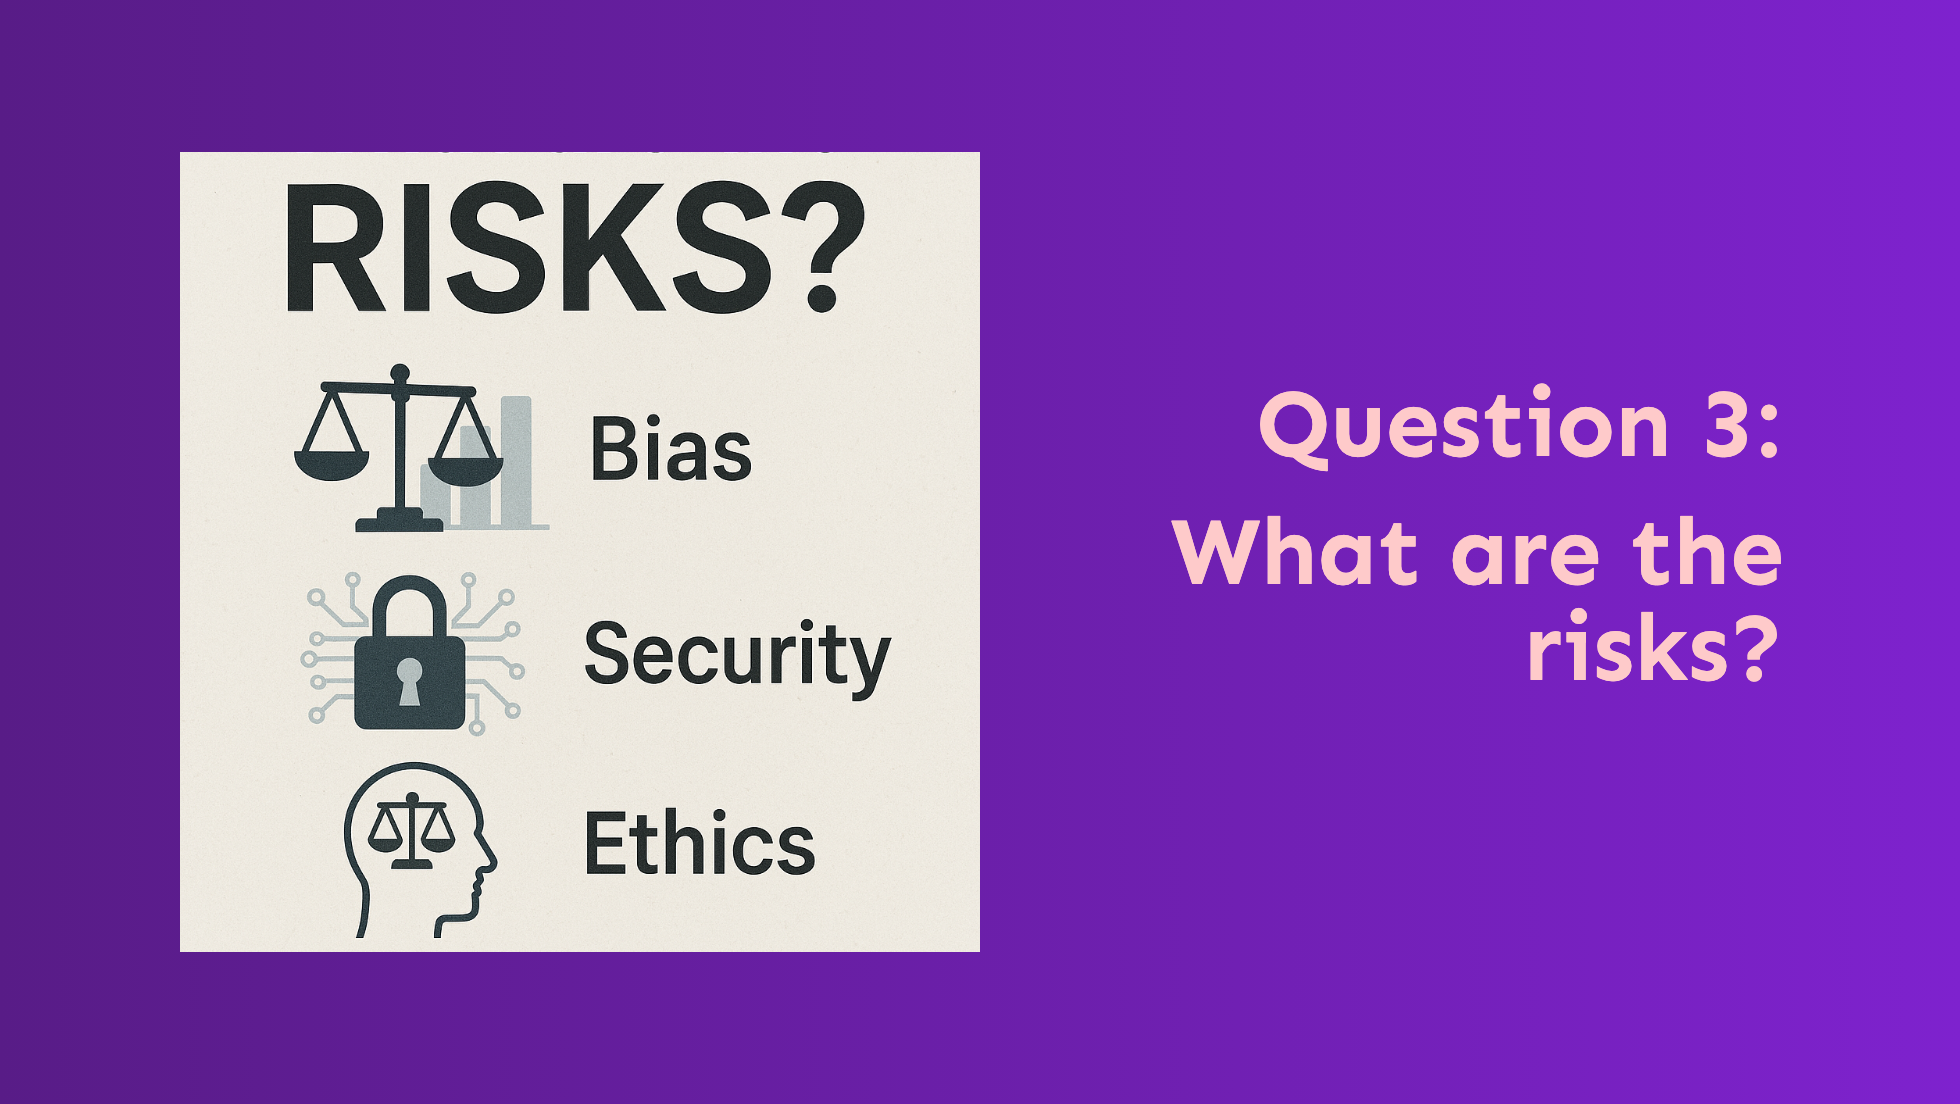 RISKS?
Bias
Security
Ethics
Question 3:
What are the
risks?